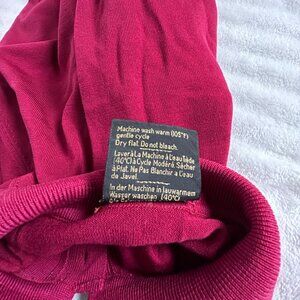 Machine wash warm (105°F)
gentle cycle
Dry flat. Do not bleach.
Laver à La Machine à L'eau Tiède
(40°C) à Cycle Modéré. Sécher
à Plat. Ne Pas Blanchir a L'eau
de Javel.
In der Maschine in lauwarmem
Wasser waschen (40°C)